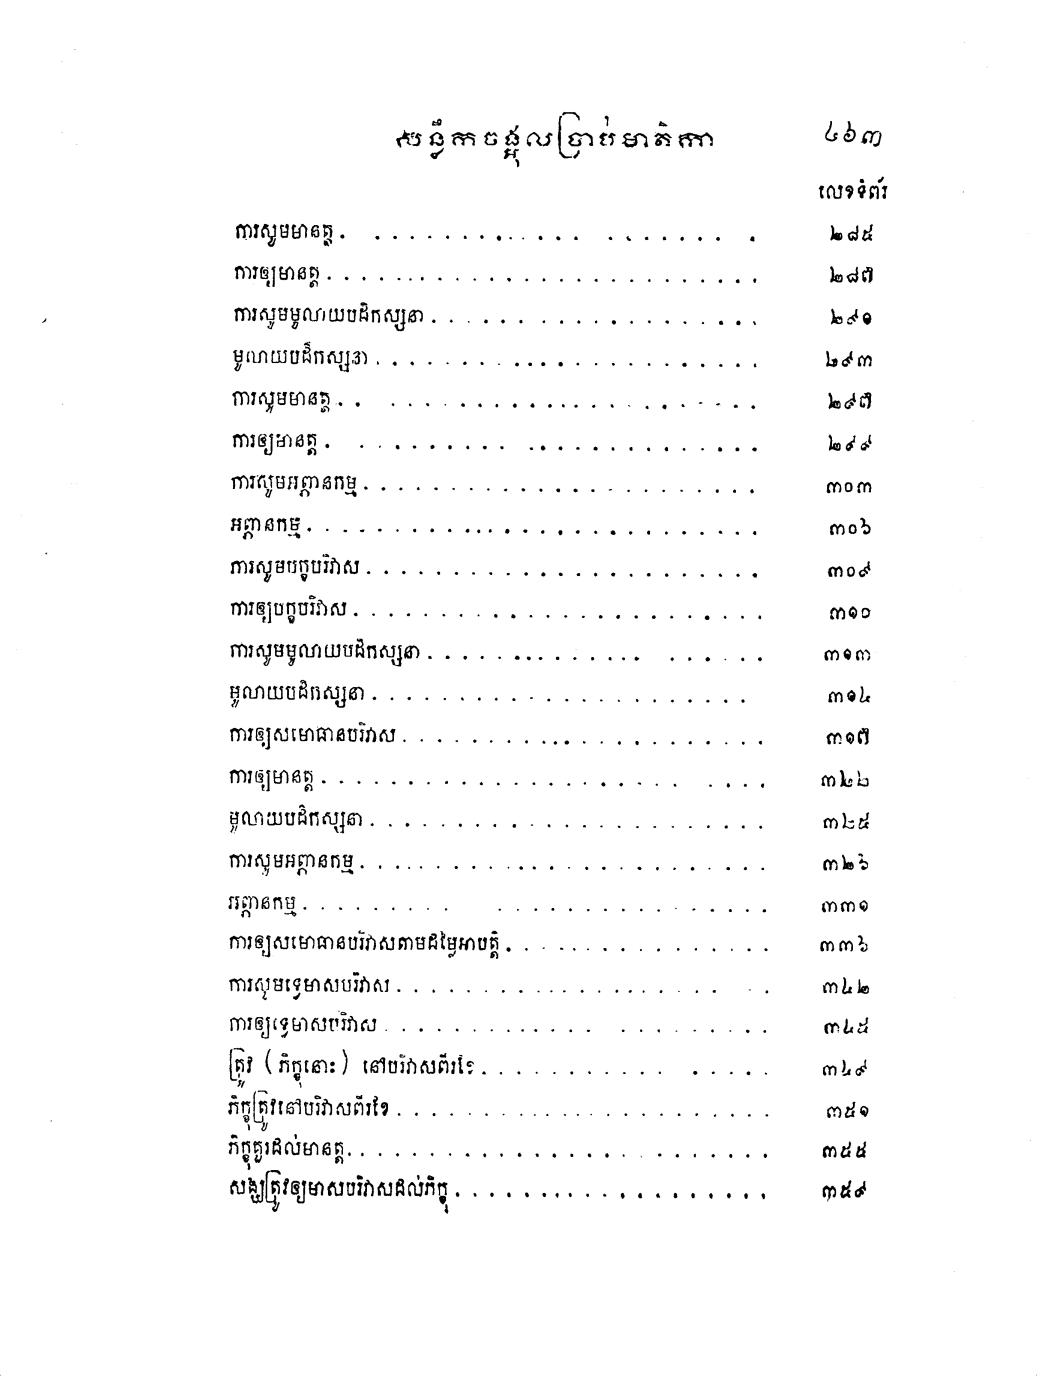 សន្លឹកចង្អុលប្រាប់មាតិកា ៤៦៣
លេខទំព័រ
ការសូមមានត្ត . . . . . . . . . . . . . . . . . . . . ២៨៥
ការឲ្យមានត្ត . . . . . . . . . . . . . . . . . . . . ២៨៧
ការសូមមូលាយបដិកស្សនា . . . . . . . . . . . . . . . . . . . . ២៩១
មូលាយបដិកស្សនា . . . . . . . . . . . . . . . . . . . . ២៩៣
ការសូមមានត្ត . . . . . . . . . . . . . . . . . . . . ២៩៧
ការឲ្យមានត្ត . . . . . . . . . . . . . . . . . . . . ២៩៩
ការសូមអព្ភានកម្ម . . . . . . . . . . . . . . . . . . . . ៣០៣
អព្ភានកម្ម . . . . . . . . . . . . . . . . . . . . ៣០៦
ការសូមបក្ខបរិវាស . . . . . . . . . . . . . . . . . . . . ៣០៩
ការឲ្យបក្ខបរិវាស . . . . . . . . . . . . . . . . . . . . ៣១០
ការសូមមូលាយបដិកស្សនា . . . . . . . . . . . . . . . . . . . . ៣១៣
មូលាយបដិកស្សនា . . . . . . . . . . . . . . . . . . . . ៣១៤
ការឲ្យសមោធានបរិវាស . . . . . . . . . . . . . . . . . . . . ៣១៧
ការឲ្យមានត្ត . . . . . . . . . . . . . . . . . . . . ៣២២
មូលាយបដិកស្សនា . . . . . . . . . . . . . . . . . . . . ៣២៥
ការសូមអព្ភានកម្ម . . . . . . . . . . . . . . . . . . . . ៣២៦
អព្ភានកម្ម . . . . . . . . . . . . . . . . . . . . ៣៣១
ការឲ្យសមោធានបរិវាសតាមដម្លៃអាបត្តិ . . . . . . . . . . . . . . . ៣៣៦
ការសូមទ្វេមាសបរិវាស . . . . . . . . . . . . . . . . . . . . ៣៤២
ការឲ្យទ្វេមាសបរិវាស . . . . . . . . . . . . . . . . . . . . ៣៤៥
ត្រូវ (ភិក្ខុនោះ) នៅបរិវាសពីរខែ . . . . . . . . . . . . . . . . ៣៤៩
ភិក្ខុត្រូវនៅបរិវាសពីរខែ . . . . . . . . . . . . . . . . . . . . ៣៥១
ភិក្ខុគួរដល់មានត្ត . . . . . . . . . . . . . . . . . . . . ៣៥៥
សង្ឃត្រូវឲ្យមាសបរិវាសដល់ភិក្ខុ . . . . . . . . . . . . . . . . . . ៣៥៩